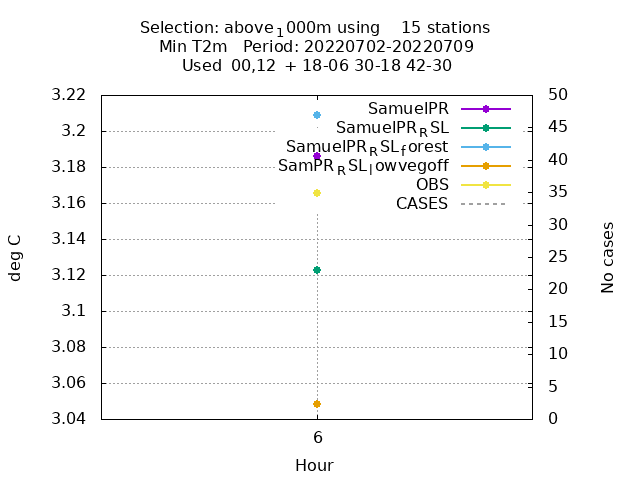 Selection: above₁000m using 15 stations
Min T2m Period: 20220702-20220709
Used 00,12 + 18-06 30-18 42-30
3.22
3.2
3.18
3.16
3.14
3.12
3.1
3.08
3.06
3.04
deg C
50
45
40
35
30
25
20
15
10
5
0
No cases
SamuelPR
SamuelPR_RSL
SamuelPR_RSL_forest
SamPR_RSL_lowvegoff
OBS
CASES
6
Hour